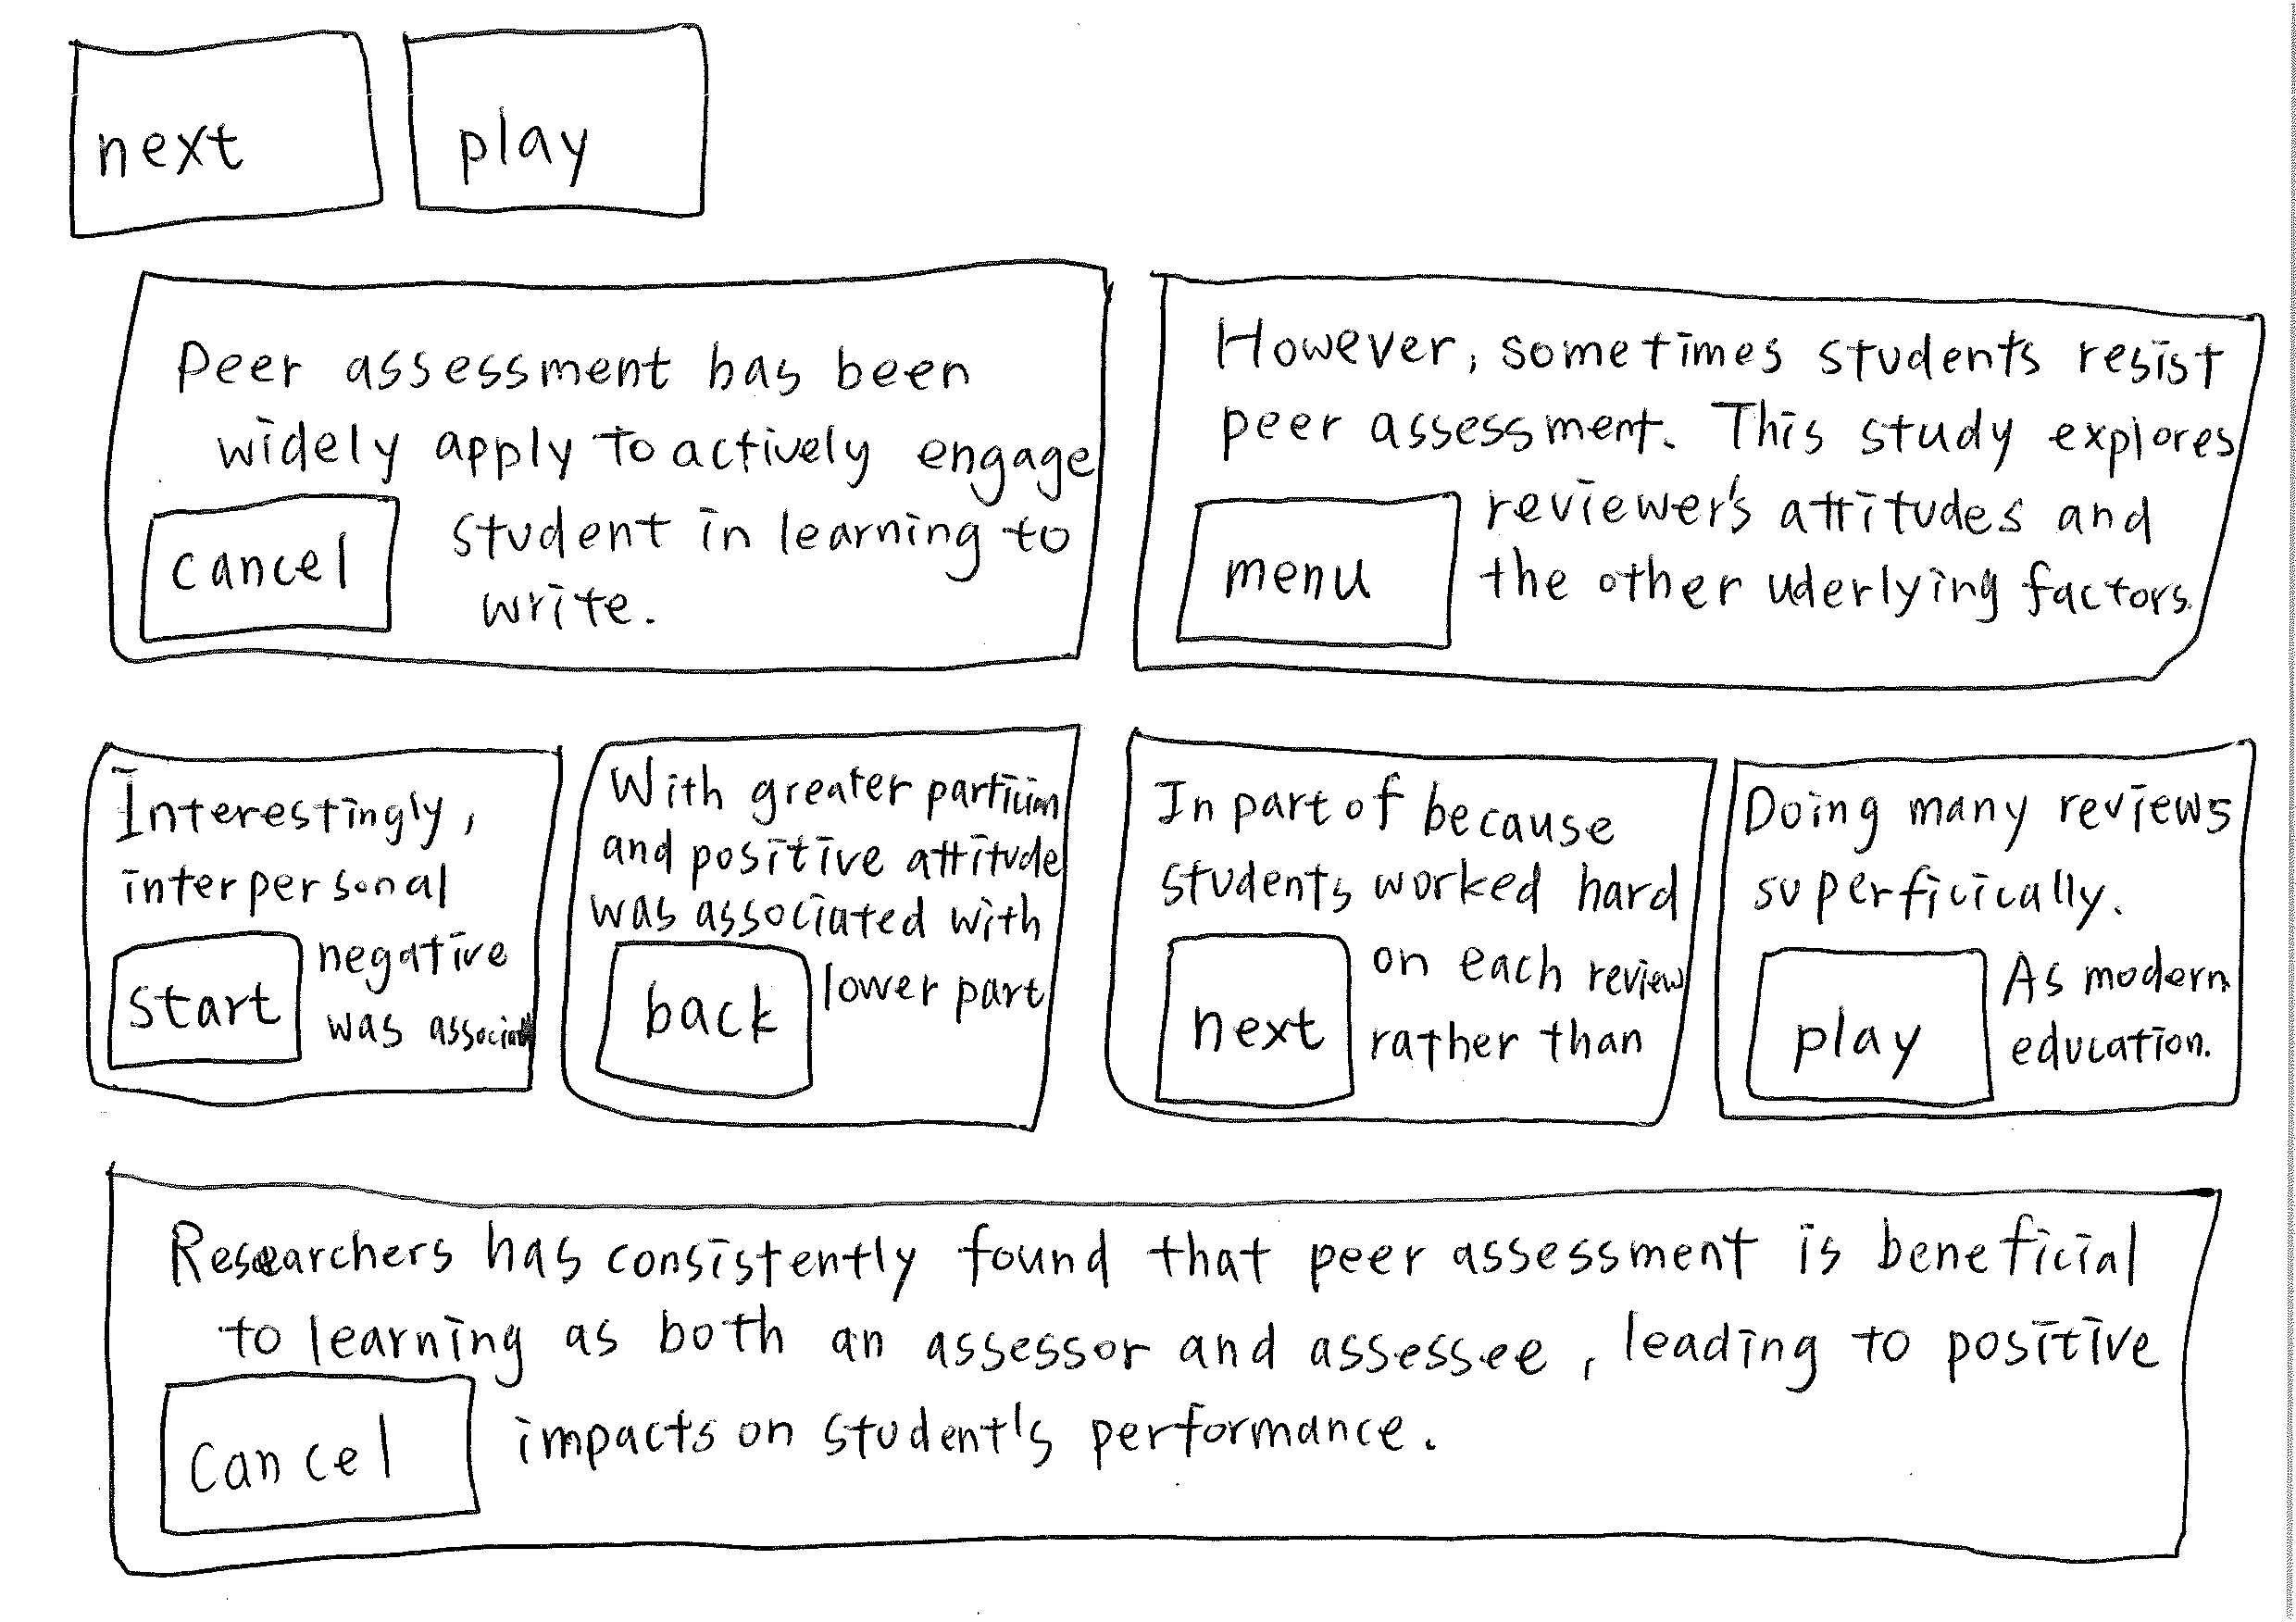 next
play
Peer assessment has been
widely apply to actively engage
student in learning to
write.
cancel
However, sometimes students resist
peer assessment. This study explores
reviewer's attitudes and
the other uderlying factors.
menu
Interestingly,
interpersonal
negative
was
start
With greater
and positive attitude
was associated with
lower part
back
In part of because
students worked hard
on each review
rather than
next
Doing many reviews
superficically.
As modern
education.
play
Researchers has consistently found that peer assessment is beneficial
to learning as both an assessor and assessee, leading to positive
impacts on student's performance.
cancel